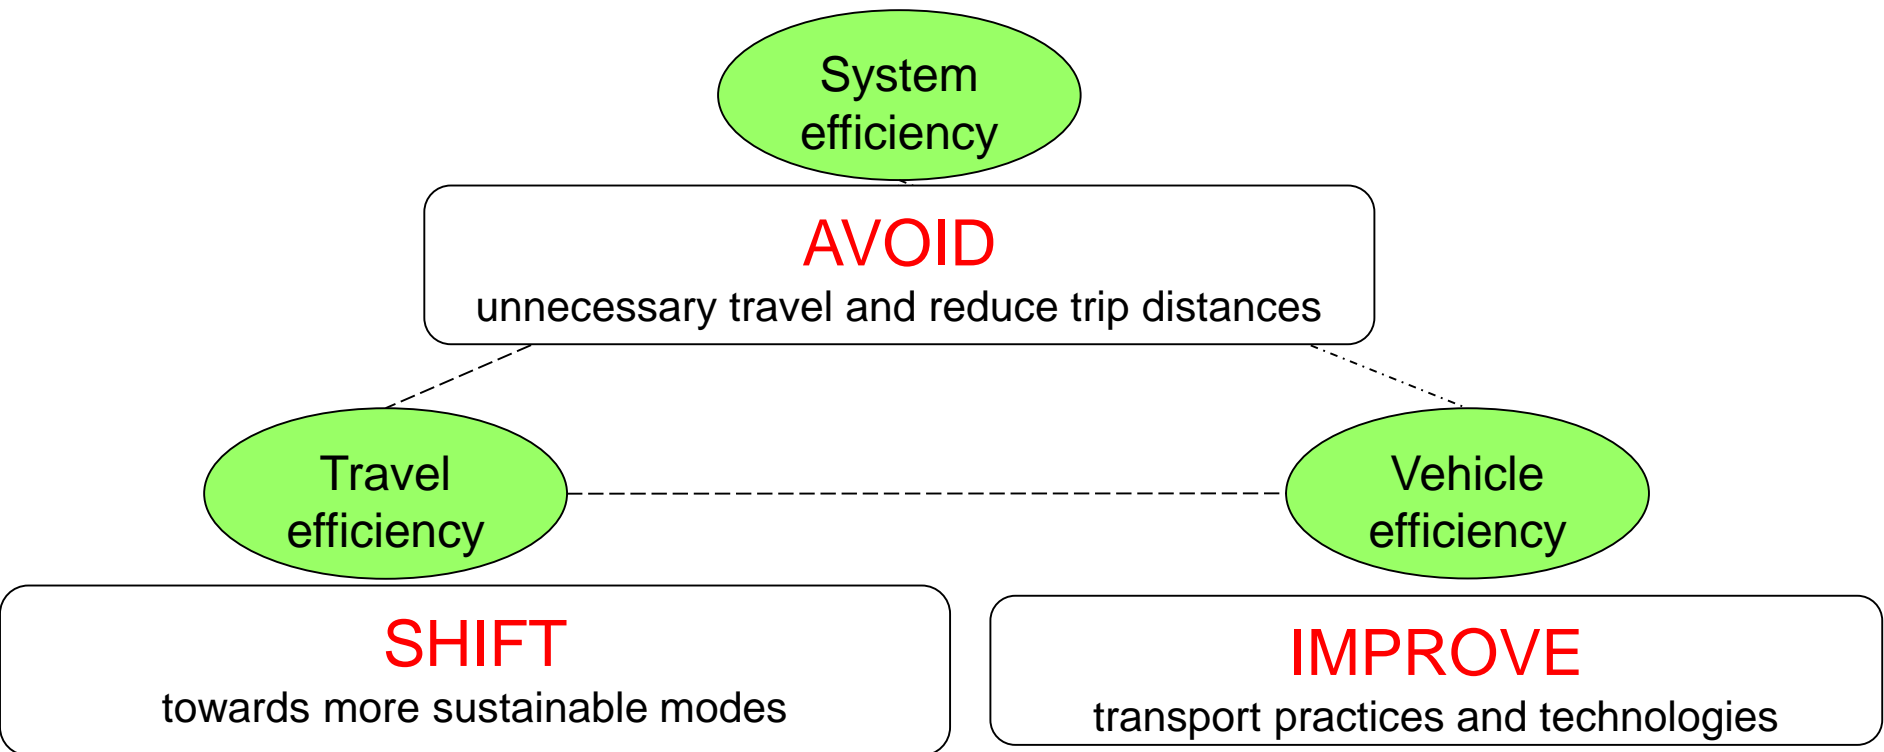 System
efficiency
AVOID
unnecessary travel and reduce trip distances
Travel
efficiency
Vehicle
efficiency
SHIFT
towards more sustainable modes
IMPROVE
transport practices and technologies